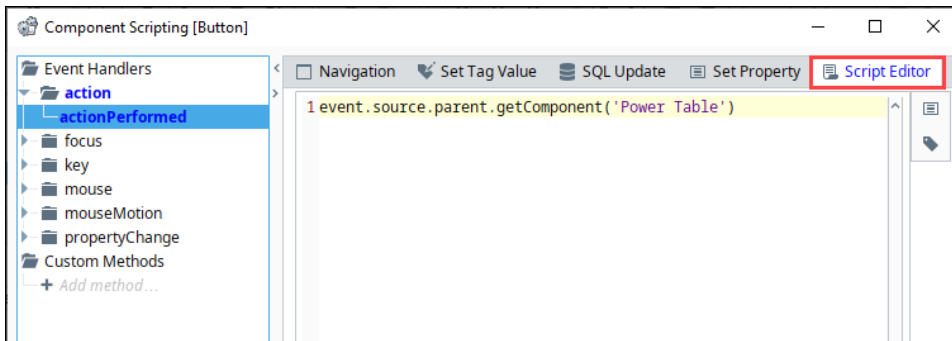 Component Scripting [Button]
Event Handlers
action
actionPerformed
focus
key
mouse
mouseMotion
propertyChange
Custom Methods
Add method...
Navigation Set Tag Value SQL Update Set Property Script Editor
1 event.source.parent.getComponent('Power Table')